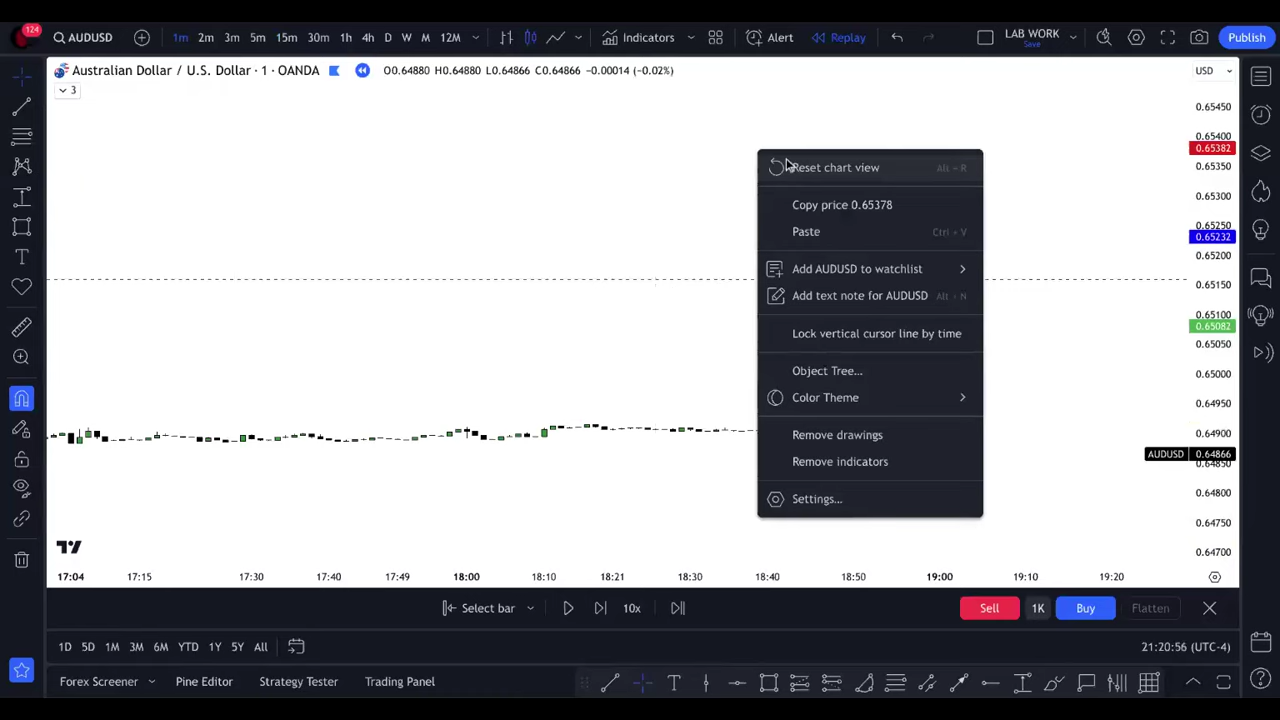 124
AUDUSD
1m 2m 3m 5m 15m 30m 1h 4h D W M 12M
Indicators
Alert
Replay
LAB WORK
Save
Publish
Australian Dollar / U.S. Dollar · 1 · OANDA
O0.64880 H0.64880 L0.64866 C0.64866 −0.00014 (−0.02%)
USD
3
0.65450
0.65400
0.65382
0.65350
0.65300
0.65250
0.65232
0.65200
0.65150
0.65100
0.65082
0.65050
0.65000
0.64950
0.64900
AUDUSD 0.64866
0.64850
0.64800
0.64750
0.64700
Reset chart view Alt + R
Copy price 0.65378
Paste Ctrl + V
Add AUDUSD to watchlist
Add text note for AUDUSD Alt + N
Lock vertical cursor line by time
Object Tree...
Color Theme
Remove drawings
Remove indicators
Settings...
17:04 17:15 17:30 17:40 17:49 18:00 18:10 18:21 18:30 18:40 18:50 19:00 19:10 19:20
Select bar
10x
Sell 1K Buy Flatten
1D 5D 1M 3M 6M YTD 1Y 5Y All
21:20:56 (UTC-4)
Forex Screener Pine Editor Strategy Tester Trading Panel